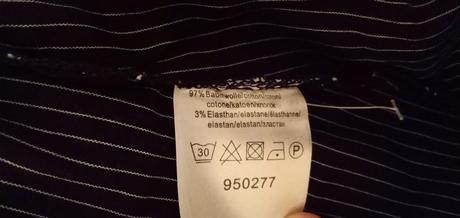 97% Baumwolle/cotton/coton/
cotone/katoen/хлопок
3% Elasthan/elastane/élasthanne/
elastan/elastan/эластан
30 P
950277